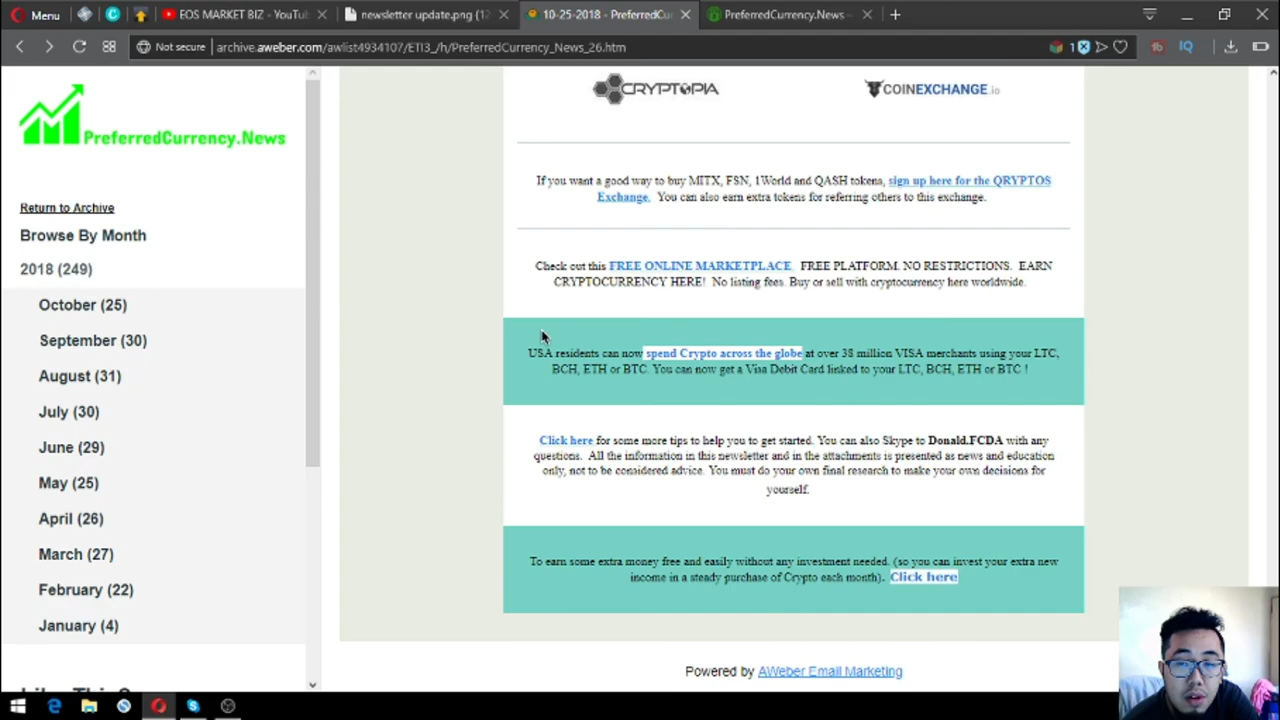 Menu
EOS MARKET BIZ - YouTu
newsletter update.png (12
10-25-2018 - PreferredCu
PreferredCurrency.News -
Not secure
archive.aweber.com/awlist4934107/ETI3_/h/PreferredCurrency_News_26.htm
1
PreferredCurrency.News
Return to Archive
Browse By Month
2018 (249)
October (25)
September (30)
August (31)
July (30)
June (29)
May (25)
April (26)
March (27)
February (22)
January (4)
CRYPTOPIA
COINEXCHANGE.io
If you want a good way to buy MITX, FSN, 1World and QASH tokens, sign up here for the QRYPTOS
Exchange. You can also earn extra tokens for referring others to this exchange.
Check out this FREE ONLINE MARKETPLACE. FREE PLATFORM. NO RESTRICTIONS. EARN
CRYPTOCURRENCY HERE! No listing fees. Buy or sell with cryptocurrency here worldwide.
USA residents can now spend Crypto across the globe at over 38 million VISA merchants using your LTC,
BCH, ETH or BTC. You can now get a Visa Debit Card linked to your LTC, BCH, ETH or BTC !
Click here for some more tips to help you to get started. You can also Skype to Donald.FCDA with any
questions. All the information in this newsletter and in the attachments is presented as news and education
only, not to be considered advice. You must do your own final research to make your own decisions for
yourself.
To earn some extra money free and easily without any investment needed. (so you can invest your extra new
income in a steady purchase of Crypto each month). Click here
Powered by AWeber Email Marketing